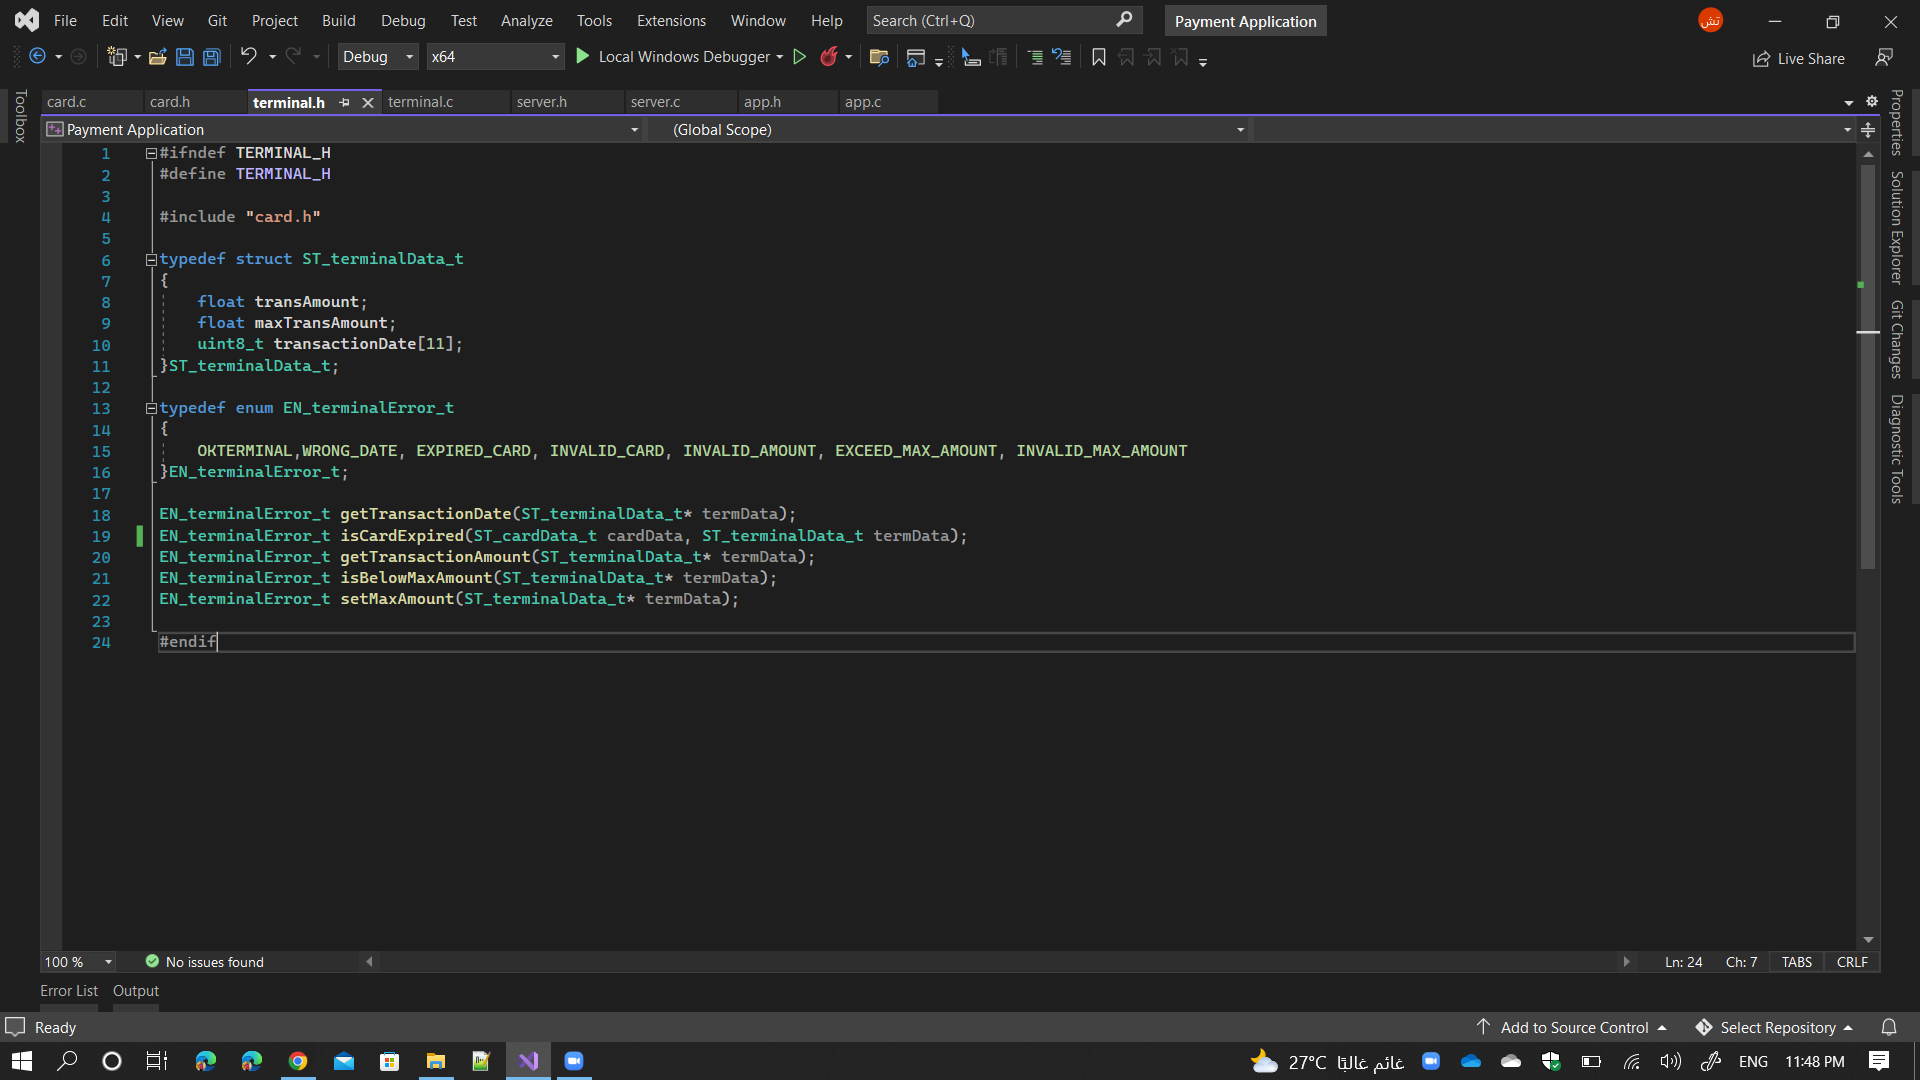 File Edit View Git Project Build Debug Test Analyze Tools Extensions Window Help Search (Ctrl+Q) Payment Application تش
Debug x64 Local Windows Debugger Live Share
card.c card.h terminal.h terminal.c server.h server.c app.h app.c
Payment Application (Global Scope)
Toolbox
Properties
Solution Explorer
Git Changes
Diagnostic Tools
1 #ifndef TERMINAL_H
2 #define TERMINAL_H
3
4 #include "card.h"
5
6 typedef struct ST_terminalData_t
7 {
8 float transAmount;
9 float maxTransAmount;
10 uint8_t transactionDate[11];
11 }ST_terminalData_t;
12
13 typedef enum EN_terminalError_t
14 {
15 OKTERMINAL,WRONG_DATE, EXPIRED_CARD, INVALID_CARD, INVALID_AMOUNT, EXCEED_MAX_AMOUNT, INVALID_MAX_AMOUNT
16 }EN_terminalError_t;
17
18 EN_terminalError_t getTransactionDate(ST_terminalData_t* termData);
19 EN_terminalError_t isCardExpired(ST_cardData_t cardData, ST_terminalData_t termData);
20 EN_terminalError_t getTransactionAmount(ST_terminalData_t* termData);
21 EN_terminalError_t isBelowMaxAmount(ST_terminalData_t* termData);
22 EN_terminalError_t setMaxAmount(ST_terminalData_t* termData);
23
24 #endif
100 % No issues found Ln: 24 Ch: 7 TABS CRLF
Error List Output
Ready Add to Source Control Select Repository
27°C غائم غالبًا ENG 11:48 PM